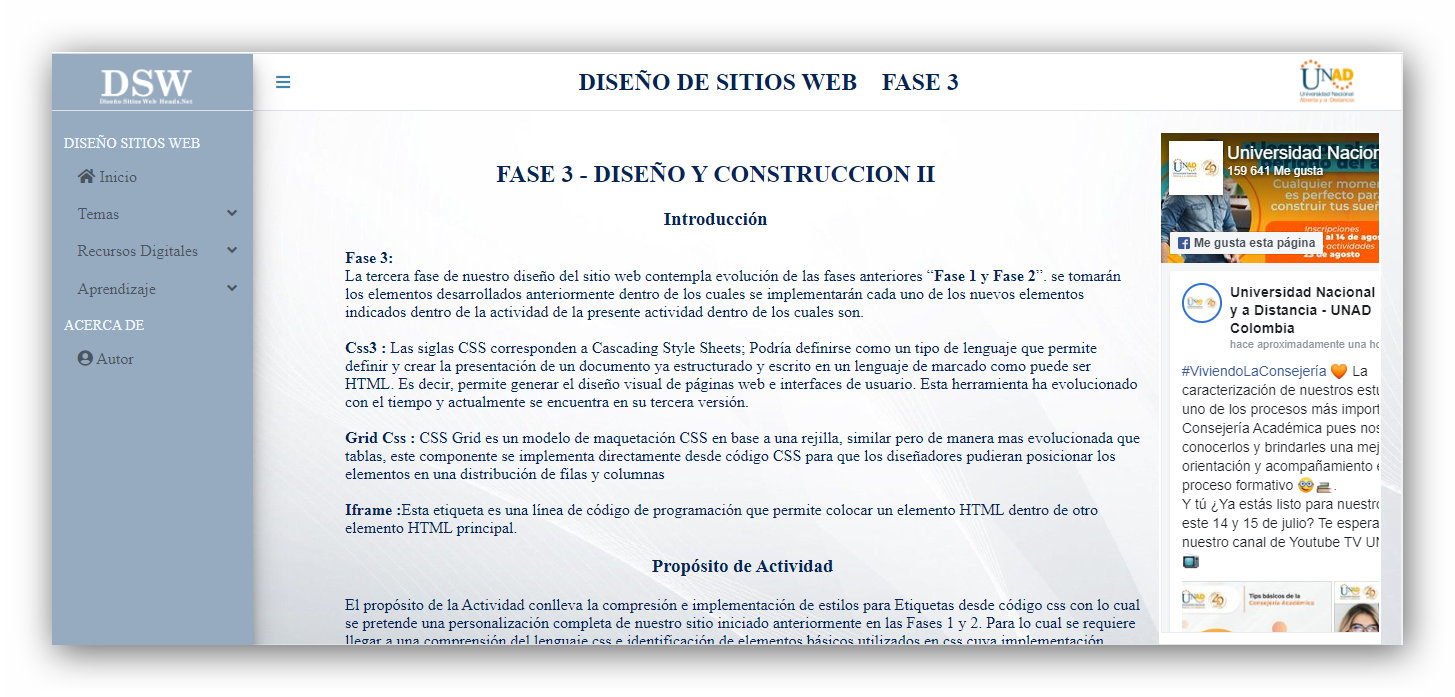 DSW
Diseño Sitios Web Heads.Net
DISEÑO DE SITIOS WEB FASE 3
UNAD
Universidad Nacional
Abierta y a Distancia
DISEÑO SITIOS WEB
Inicio
Temas
Recursos Digitales
Aprendizaje
ACERCA DE
Autor
FASE 3 - DISEÑO Y CONSTRUCCION II
Introducción
Fase 3:
La tercera fase de nuestro diseño del sitio web contempla evolución de las fases anteriores “Fase 1 y Fase 2”. se tomarán
los elementos desarrollados anteriormente dentro de los cuales se implementarán cada uno de los nuevos elementos
indicados dentro de la actividad de la presente actividad dentro de los cuales son.
Css3 : Las siglas CSS corresponden a Cascading Style Sheets; Podría definirse como un tipo de lenguaje que permite
definir y crear la presentación de un documento ya estructurado y escrito en un lenguaje de marcado como puede ser
HTML. Es decir, permite generar el diseño visual de páginas web e interfaces de usuario. Esta herramienta ha evolucionado
con el tiempo y actualmente se encuentra en su tercera versión.
Grid Css : CSS Grid es un modelo de maquetación CSS en base a una rejilla, similar pero de manera mas evolucionada que
tablas, este componente se implementa directamente desde código CSS para que los diseñadores pudieran posicionar los
elementos en una distribución de filas y columnas
Iframe :Esta etiqueta es una línea de código de programación que permite colocar un elemento HTML dentro de otro
elemento HTML principal.
Propósito de Actividad
El propósito de la Actividad conlleva la compresión e implementación de estilos para Etiquetas desde código css con lo cual
se pretende una personalización completa de nuestro sitio iniciado anteriormente en las Fases 1 y 2. Para lo cual se requiere
llegar a una comprensión del lenguaje css e identificación de elementos básicos utilizados en css cuya implementación
Universidad Nacior
159 641 Me gusta
Cualquier mome
es perfecto par
construir tus sueñ
Inscripciones
al 14 de agos
actividades
23 de agosto
Me gusta esta página
Universidad Nacional
y a Distancia - UNAD
Colombia
hace aproximadamente una ho
#ViviendoLaConsejería 🧡 La
caracterización de nuestros estu
uno de los procesos más import
Consejería Académica pues nos
conocerlos y brindarles una mej
orientación y acompañamiento e
proceso formativo 🤓📚.
Y tú ¿Ya estás listo para nuestro
este 14 y 15 de julio? Te espera
nuestro canal de Youtube TV UN
📺
UNAD
Tips básicos de la
Consejería Académica
UNAD